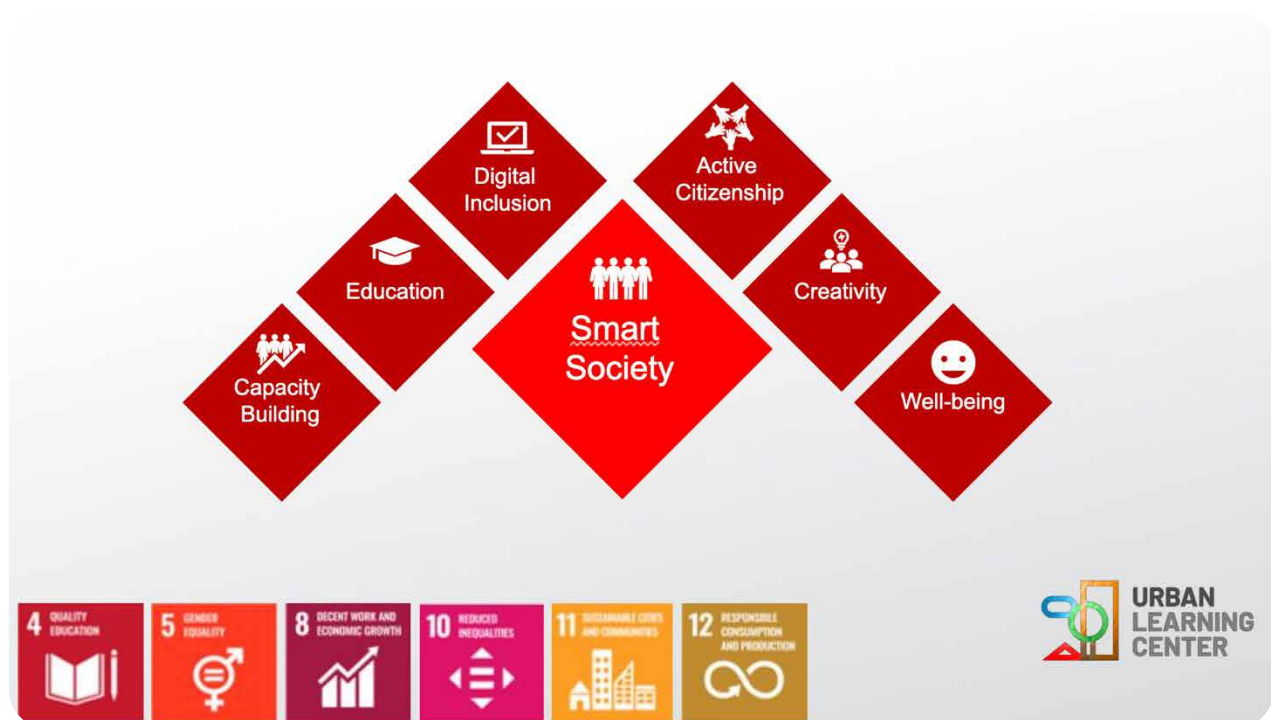 Digital
Inclusion
Active
Citizenship
Education
Smart
Society
Creativity
Capacity
Building
Well-being
4 QUALITY
EDUCATION
5 GENDER
EQUALITY
8 DECENT WORK AND
ECONOMIC GROWTH
10 REDUCED
INEQUALITIES
11 SUSTAINABLE CITIES
AND COMMUNITIES
12 RESPONSIBLE
CONSUMPTION
AND PRODUCTION
URBAN
LEARNING
CENTER